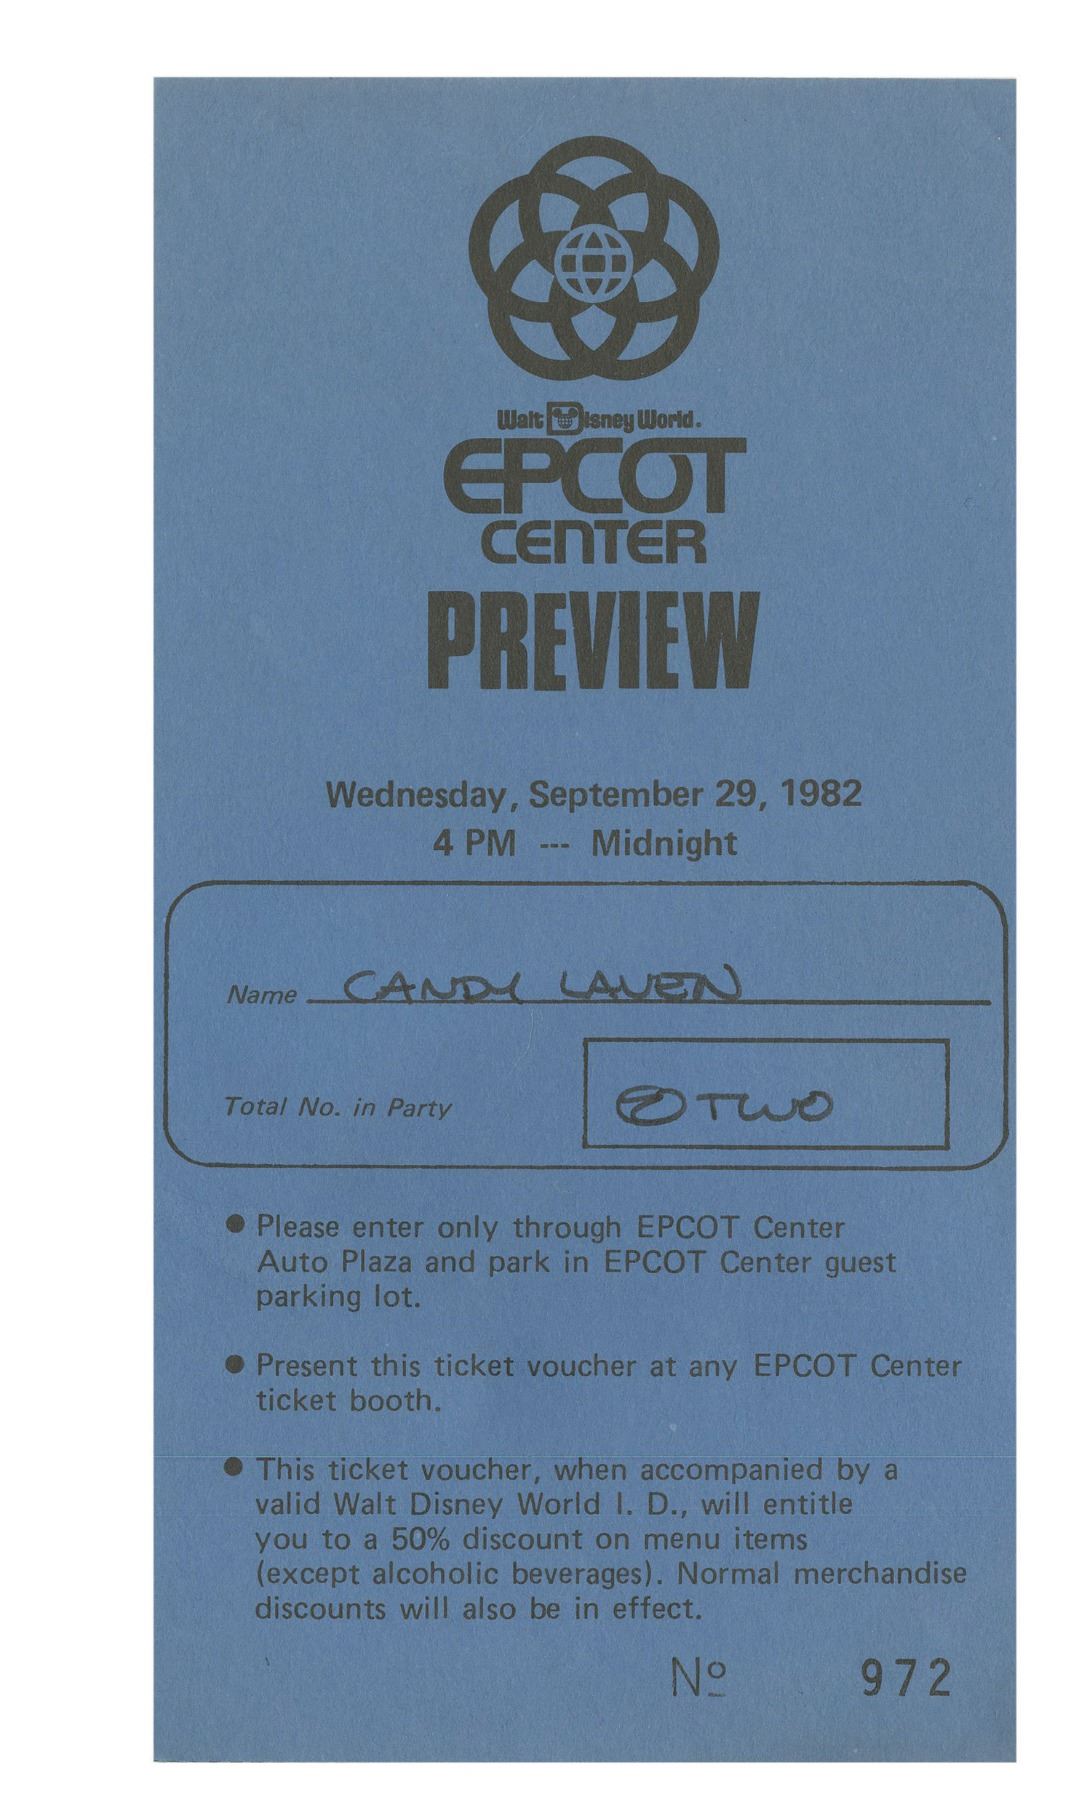 Walt Disney World.
EPCOT
CENTER
PREVIEW
Wednesday, September 29, 1982
4 PM --- Midnight
Name CANDY LAVEN
Total No. in Party ② TWO
● Please enter only through EPCOT Center
Auto Plaza and park in EPCOT Center guest
parking lot.
● Present this ticket voucher at any EPCOT Center
ticket booth.
● This ticket voucher, when accompanied by a
valid Walt Disney World I. D., will entitle
you to a 50% discount on menu items
(except alcoholic beverages). Normal merchandise
discounts will also be in effect.
Nº 972